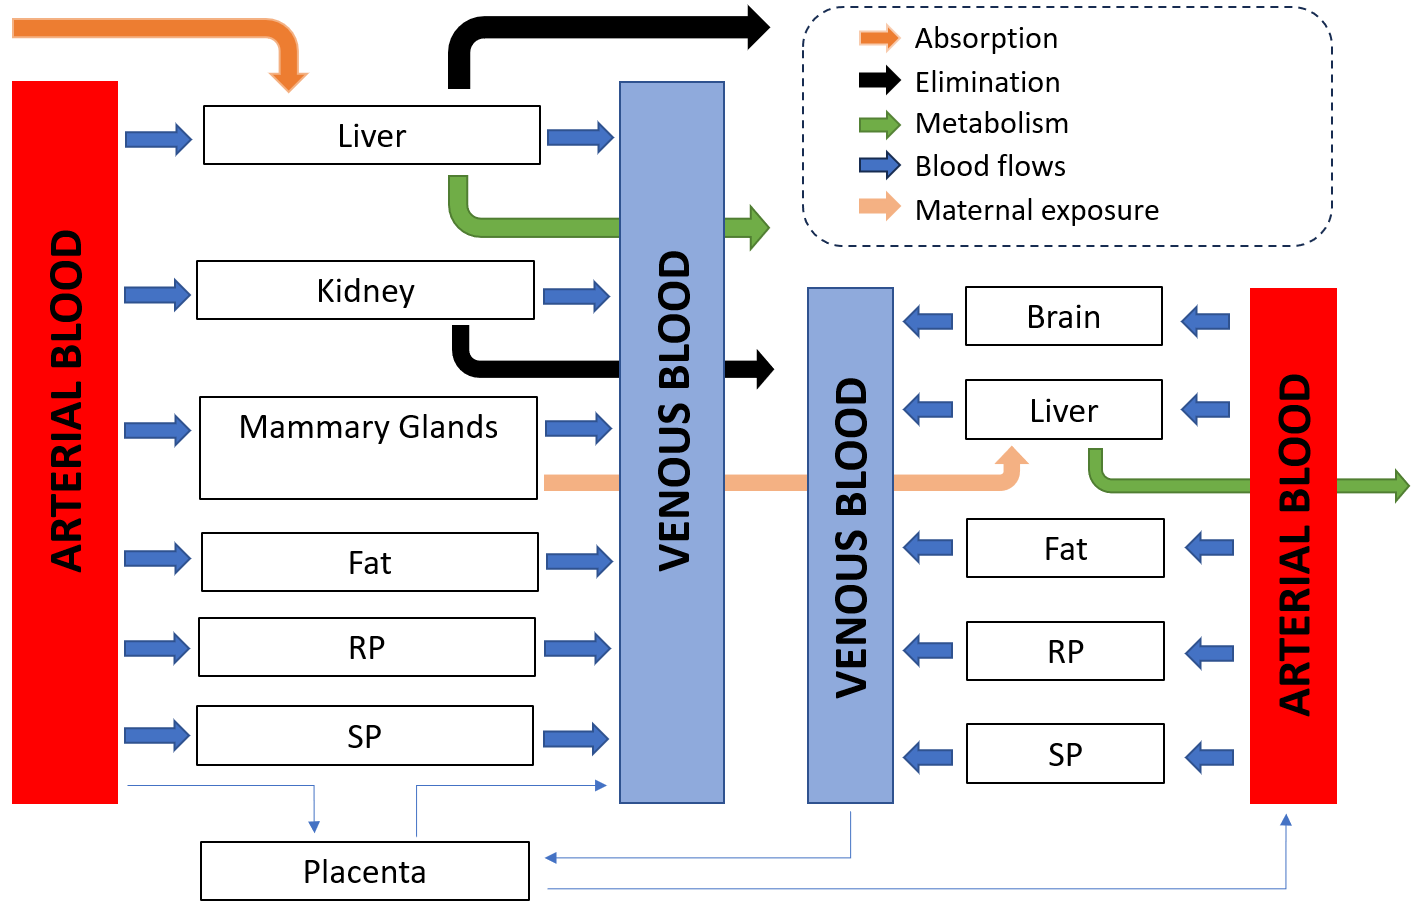 Absorption
Elimination
Metabolism
Blood flows
Maternal exposure
ARTERIAL BLOOD
Liver
Kidney
Mammary Glands
Fat
RP
SP
Placenta
VENOUS BLOOD
VENOUS BLOOD
Brain
Liver
Fat
RP
SP
ARTERIAL BLOOD